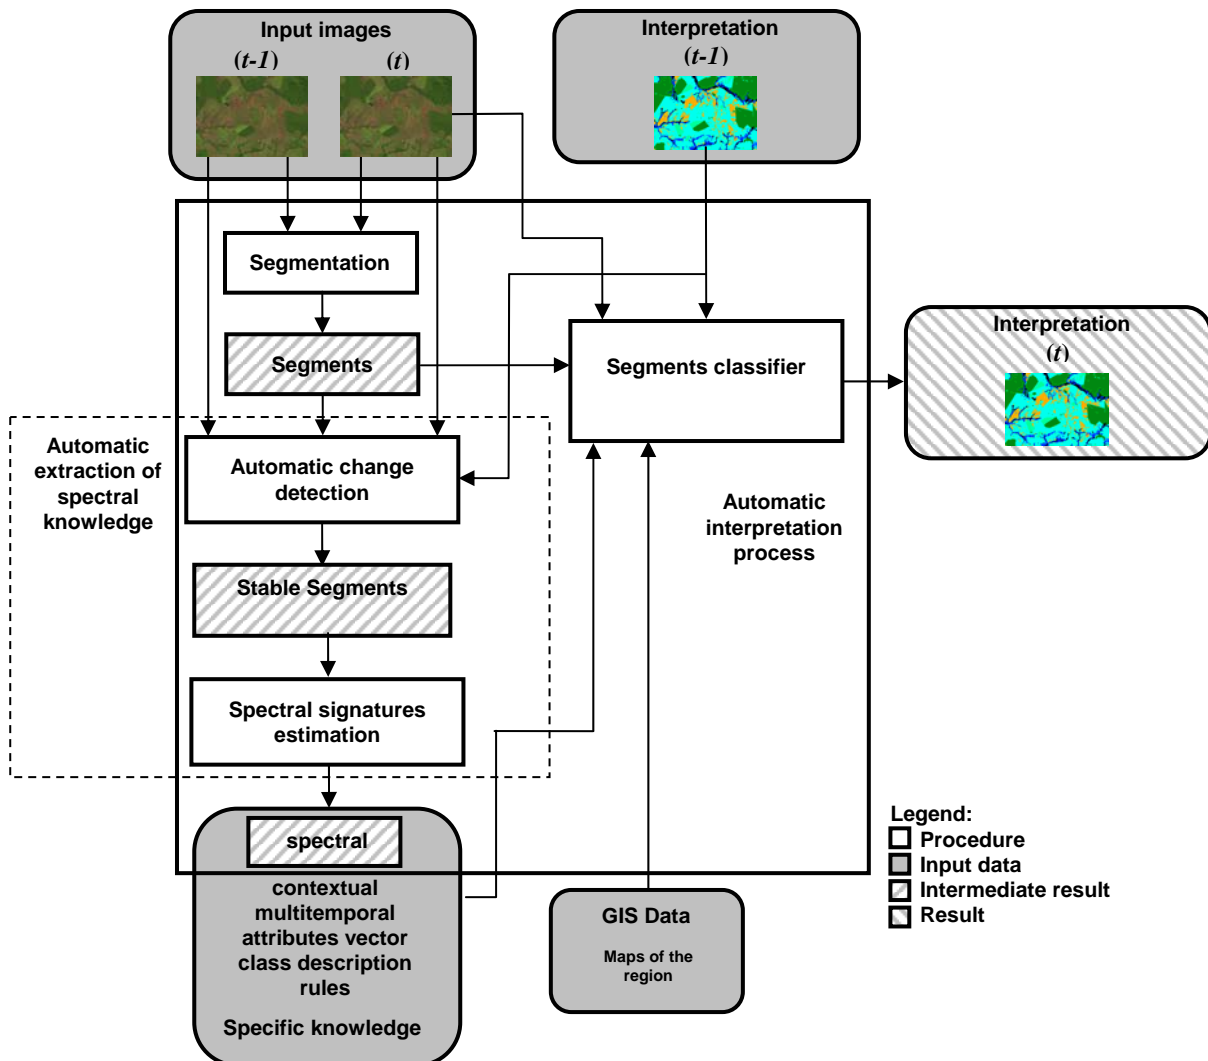 Input images
(t-1)
(t)
Interpretation
(t-1)
Segmentation
Segments
Segments classifier
Interpretation
(t)
Automatic
extraction of
spectral
knowledge
Automatic change
detection
Automatic
interpretation
process
Stable Segments
Spectral signatures
estimation
spectral
contextual
multitemporal
attributes vector
class description
rules
Specific knowledge
GIS Data
Maps of the
region
Legend:
Procedure
Input data
Intermediate result
Result